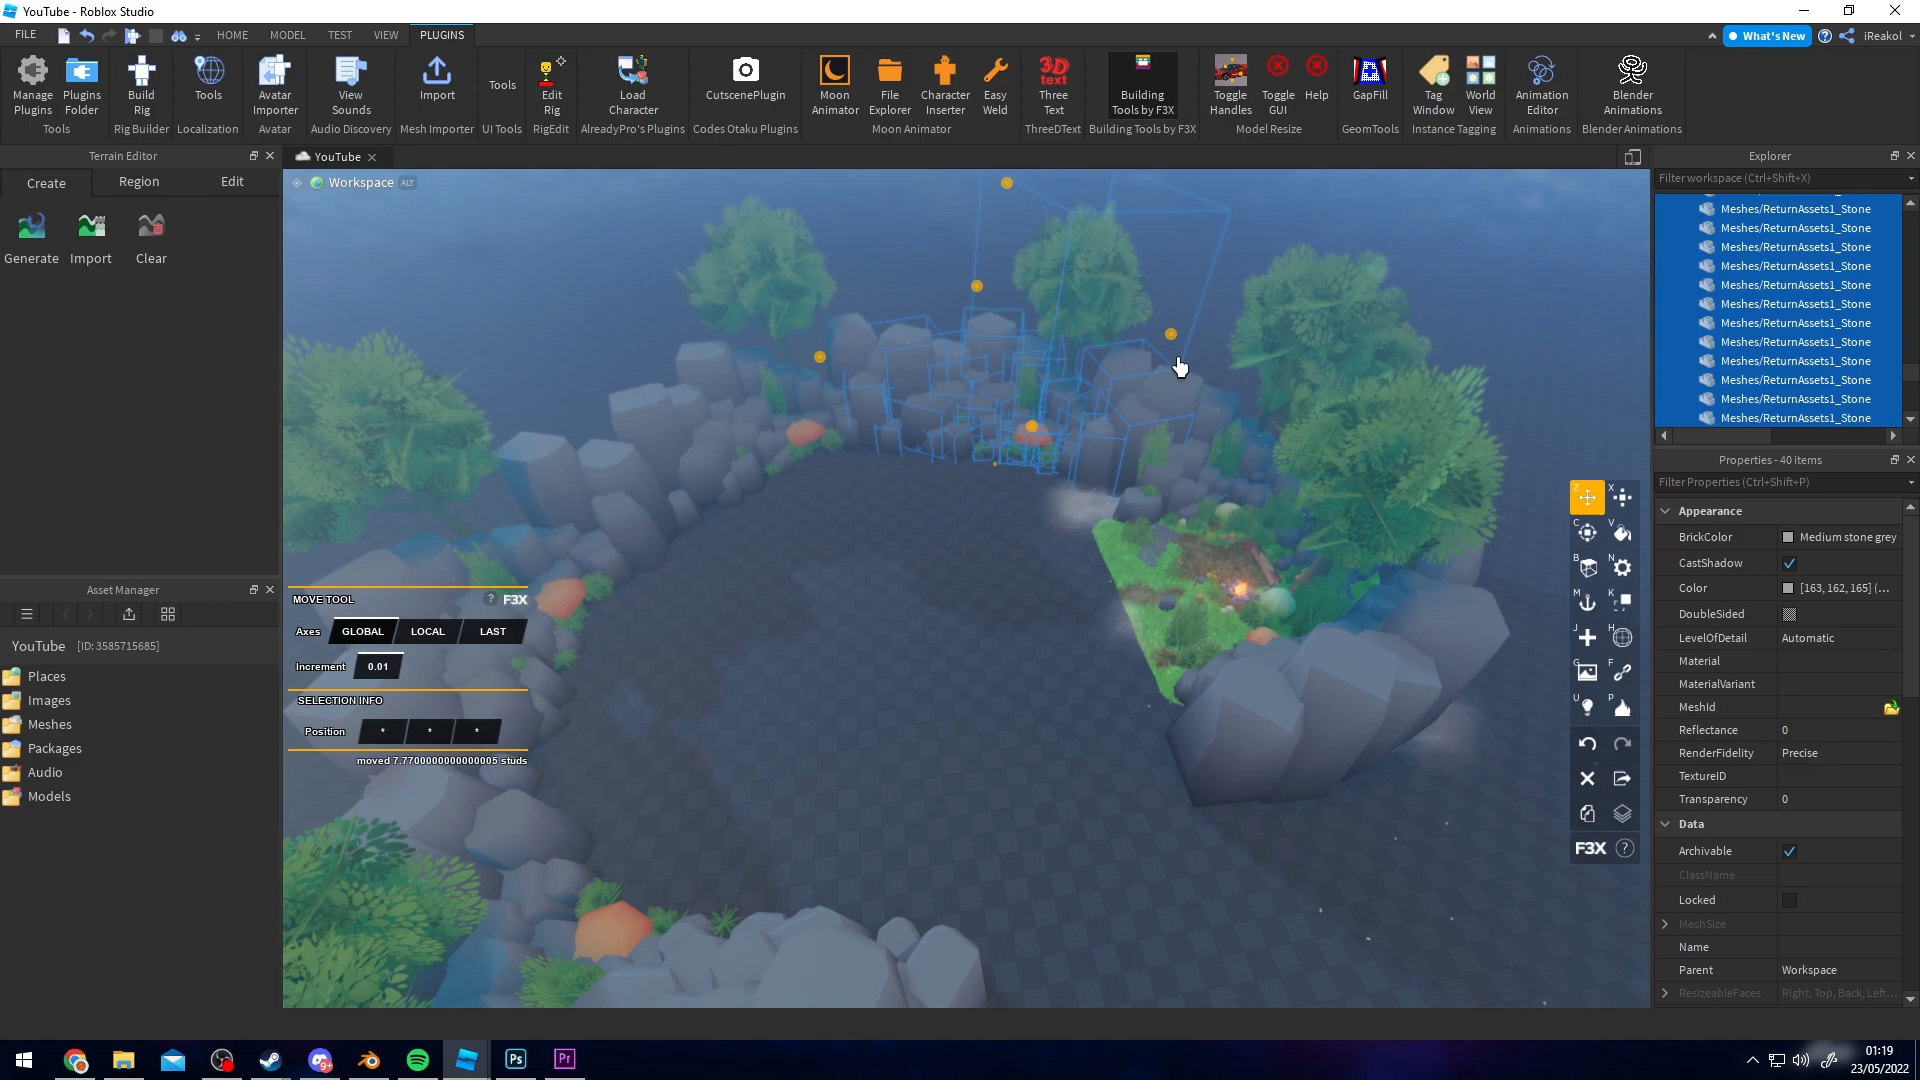 YouTube - Roblox Studio
FILE HOME MODEL TEST VIEW PLUGINS What's New iReakol
Manage Plugins
Plugins Folder
Build Rig
Tools
Avatar Importer
View Sounds
Import
Tools
Edit Rig
Load Character
CutscenePlugin
Moon Animator
File Explorer
Character Inserter
Easy Weld
3D text
Three Text
Building Tools by F3X
Toggle Handles
Toggle GUI
Help
GapFill
Tag Window
World View
Animation Editor
Blender Animations
Tools Rig Builder Localization Avatar Audio Discovery Mesh Importer UI Tools RigEdit AlreadyPro's Plugins Codes Otaku Plugins Moon Animator ThreeDText Building Tools by F3X Model Resize GeomTools Instance Tagging Animations Blender Animations
Terrain Editor
Create Region Edit
Generate Import Clear
YouTube
Workspace ALT
Asset Manager
YouTube [ID: 3585715685]
Places
Images
Meshes
Packages
Audio
Models
MOVE TOOL ? F3X
Axes GLOBAL LOCAL LAST
Increment 0.01
SELECTION INFO
Position * * *
moved 7.7700000000000005 studs
Z X
C V
B N
M K
J H
G F
U P
F3X ?
Explorer
Filter workspace (Ctrl+Shift+X)
Meshes/ReturnAssets1_Stone
Meshes/ReturnAssets1_Stone
Meshes/ReturnAssets1_Stone
Meshes/ReturnAssets1_Stone
Meshes/ReturnAssets1_Stone
Meshes/ReturnAssets1_Stone
Meshes/ReturnAssets1_Stone
Meshes/ReturnAssets1_Stone
Meshes/ReturnAssets1_Stone
Meshes/ReturnAssets1_Stone
Meshes/ReturnAssets1_Stone
Meshes/ReturnAssets1_Stone
Properties - 40 items
Filter Properties (Ctrl+Shift+P)
Appearance
BrickColor Medium stone grey
CastShadow
Color [163, 162, 165] (...
DoubleSided
LevelOfDetail Automatic
Material
MaterialVariant
MeshId
Reflectance 0
RenderFidelity Precise
TextureID
Transparency 0
Data
Archivable
ClassName
Locked
MeshSize
Name
Parent Workspace
ResizeableFaces Right, Top, Back, Left...
9+
Ps
Pr
01:19
23/05/2022